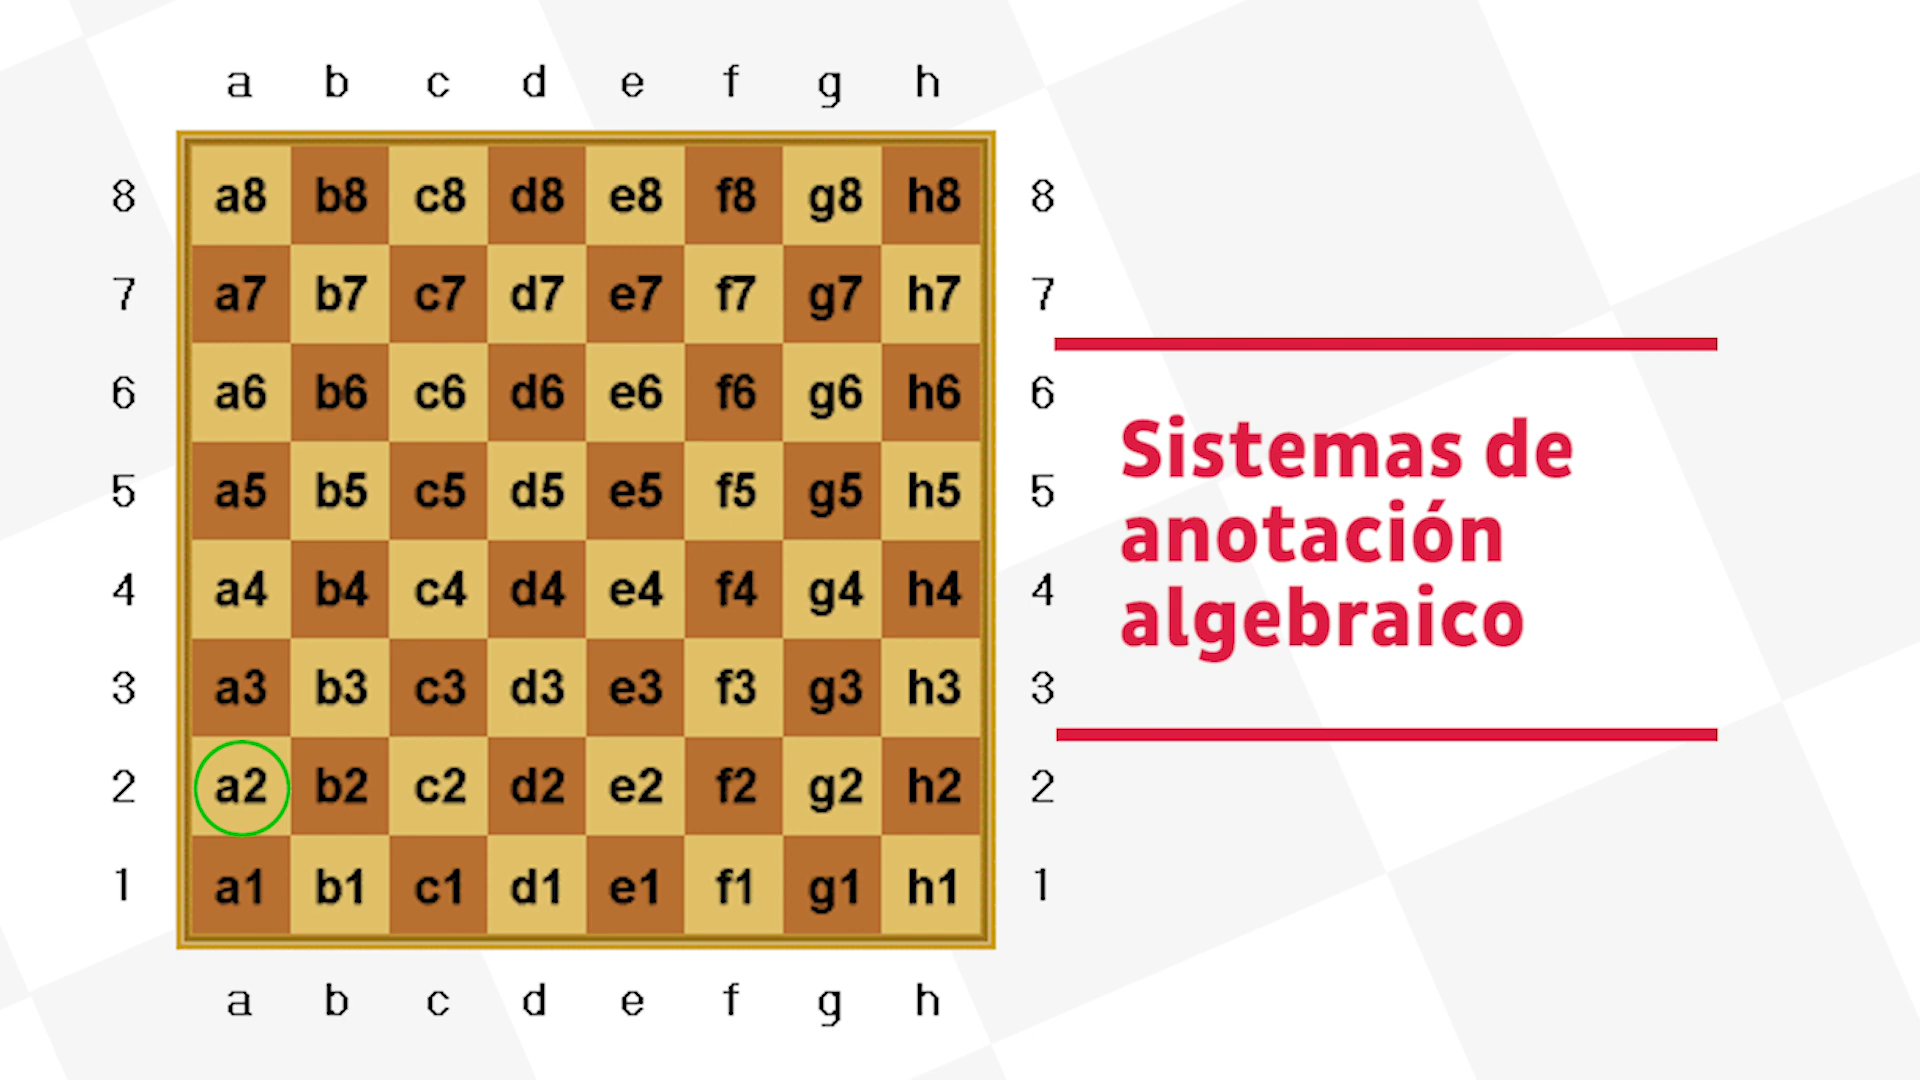 a b c d e f g h
8 a8 b8 c8 d8 e8 f8 g8 h8 8
7 a7 b7 c7 d7 e7 f7 g7 h7 7
6 a6 b6 c6 d6 e6 f6 g6 h6 6
5 a5 b5 c5 d5 e5 f5 g5 h5 5
4 a4 b4 c4 d4 e4 f4 g4 h4 4
3 a3 b3 c3 d3 e3 f3 g3 h3 3
2 a2 b2 c2 d2 e2 f2 g2 h2 2
1 a1 b1 c1 d1 e1 f1 g1 h1 1
a b c d e f g h
Sistemas de
anotación
algebraico